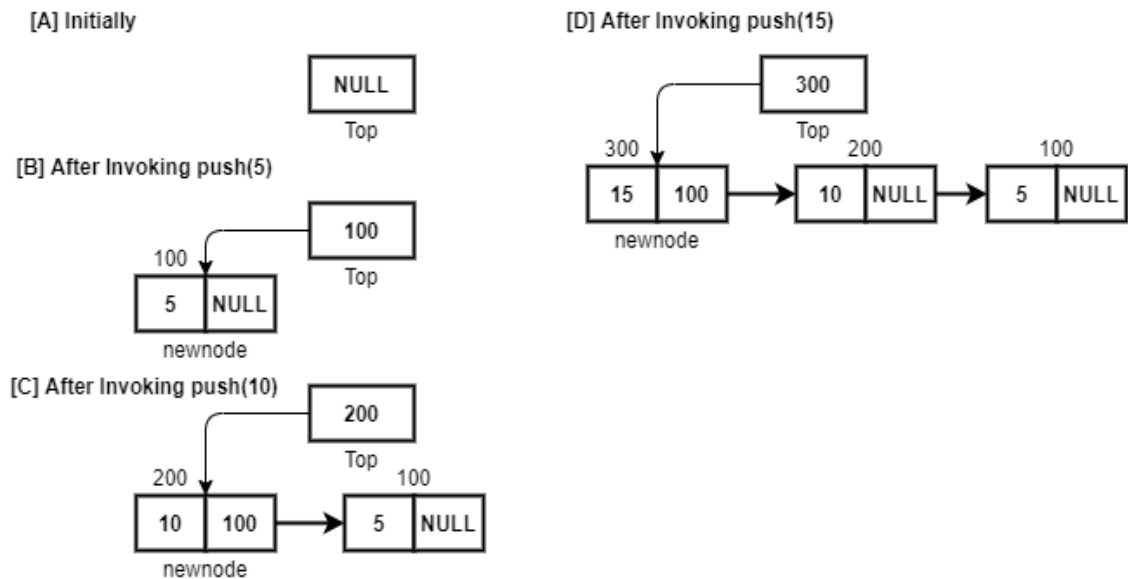 [A] Initially
NULL
Top
[B] After Invoking push(5)
100
Top
100
5 NULL
newnode
[C] After Invoking push(10)
200
Top
200 100
10 100 5 NULL
newnode
[D] After Invoking push(15)
300
Top
300 200 100
15 100 10 NULL 5 NULL
newnode